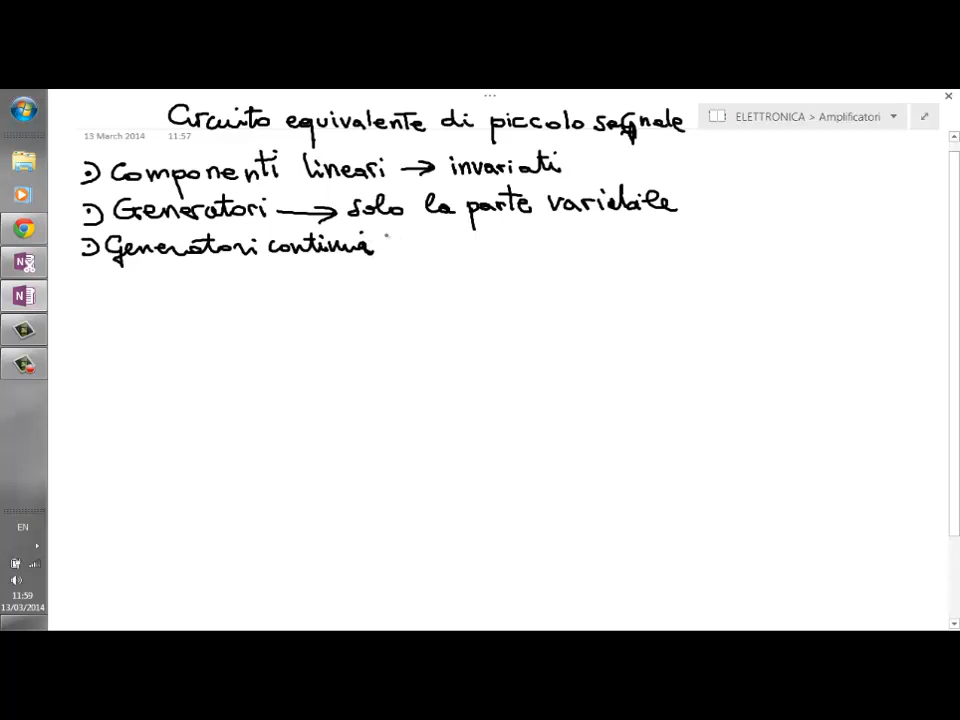 Circuito equivalente di piccolo segnale
ELETTRONICA > Amplificatori
13 March 2014 11:57
Componenti lineari → invariati
Generatori → solo la parte variabile
Generatori continui
EN
11:59
13/03/2014